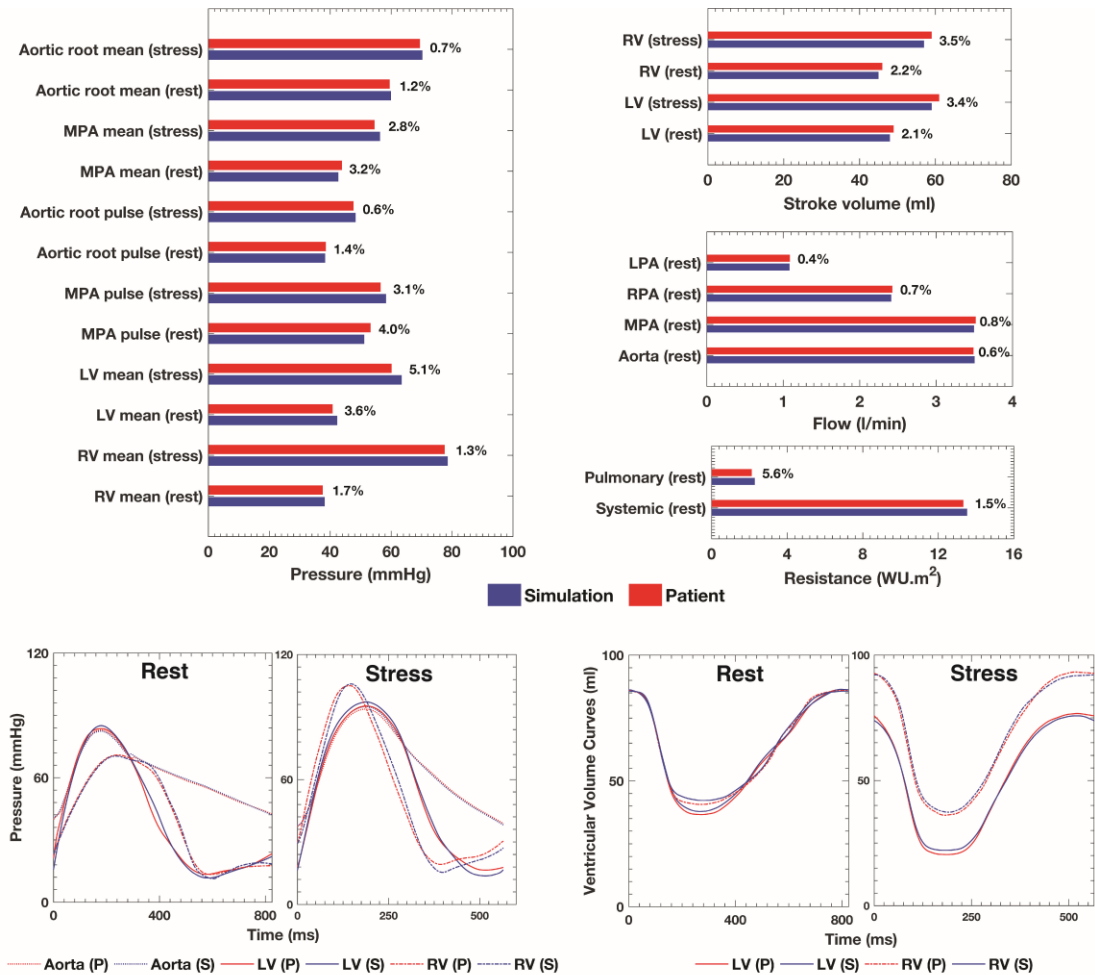 Aortic root mean (stress)
0.7%
Aortic root mean (rest)
1.2%
MPA mean (stress)
2.8%
MPA mean (rest)
3.2%
Aortic root pulse (stress)
0.6%
Aortic root pulse (rest)
1.4%
MPA pulse (stress)
3.1%
MPA pulse (rest)
4.0%
LV mean (stress)
5.1%
LV mean (rest)
3.6%
RV mean (stress)
1.3%
RV mean (rest)
1.7%
0 20 40 60 80 100
Pressure (mmHg)
RV (stress)
3.5%
RV (rest)
2.2%
LV (stress)
3.4%
LV (rest)
2.1%
0 20 40 60 80
Stroke volume (ml)
LPA (rest)
0.4%
RPA (rest)
0.7%
MPA (rest)
0.8%
Aorta (rest)
0.6%
0 1 2 3 4
Flow (l/min)
Pulmonary (rest)
5.6%
Systemic (rest)
1.5%
0 4 8 12 16
Resistance (WU.m²)
Simulation Patient
Rest
120
60
0
Pressure (mmHg)
0 400 800
Stress
120
60
0
0 250 500
Time (ms)
Aorta (P) Aorta (S) LV (P) LV (S) RV (P) RV (S)
Rest
100
50
0
Ventricular Volume Curves (ml)
0 400 800
Stress
100
50
0
0 250 500
Time (ms)
LV (P) LV (S) RV (P) RV (S)